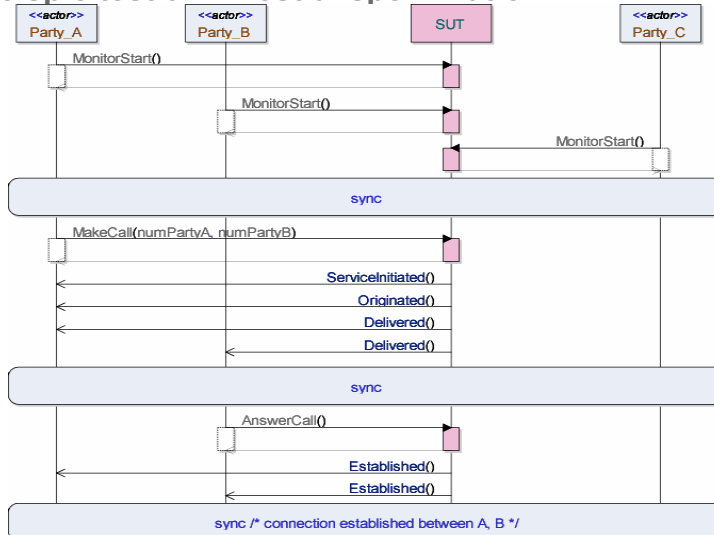 <<actor>>
Party_A
<<actor>>
Party_B
SUT
<<actor>>
Party_C
MonitorStart()
MonitorStart()
MonitorStart()
sync
MakeCall(numPartyA, numPartyB)
ServiceInitiated()
Originated()
Delivered()
Delivered()
sync
AnswerCall()
Established()
Established()
sync /* connection established between A, B */